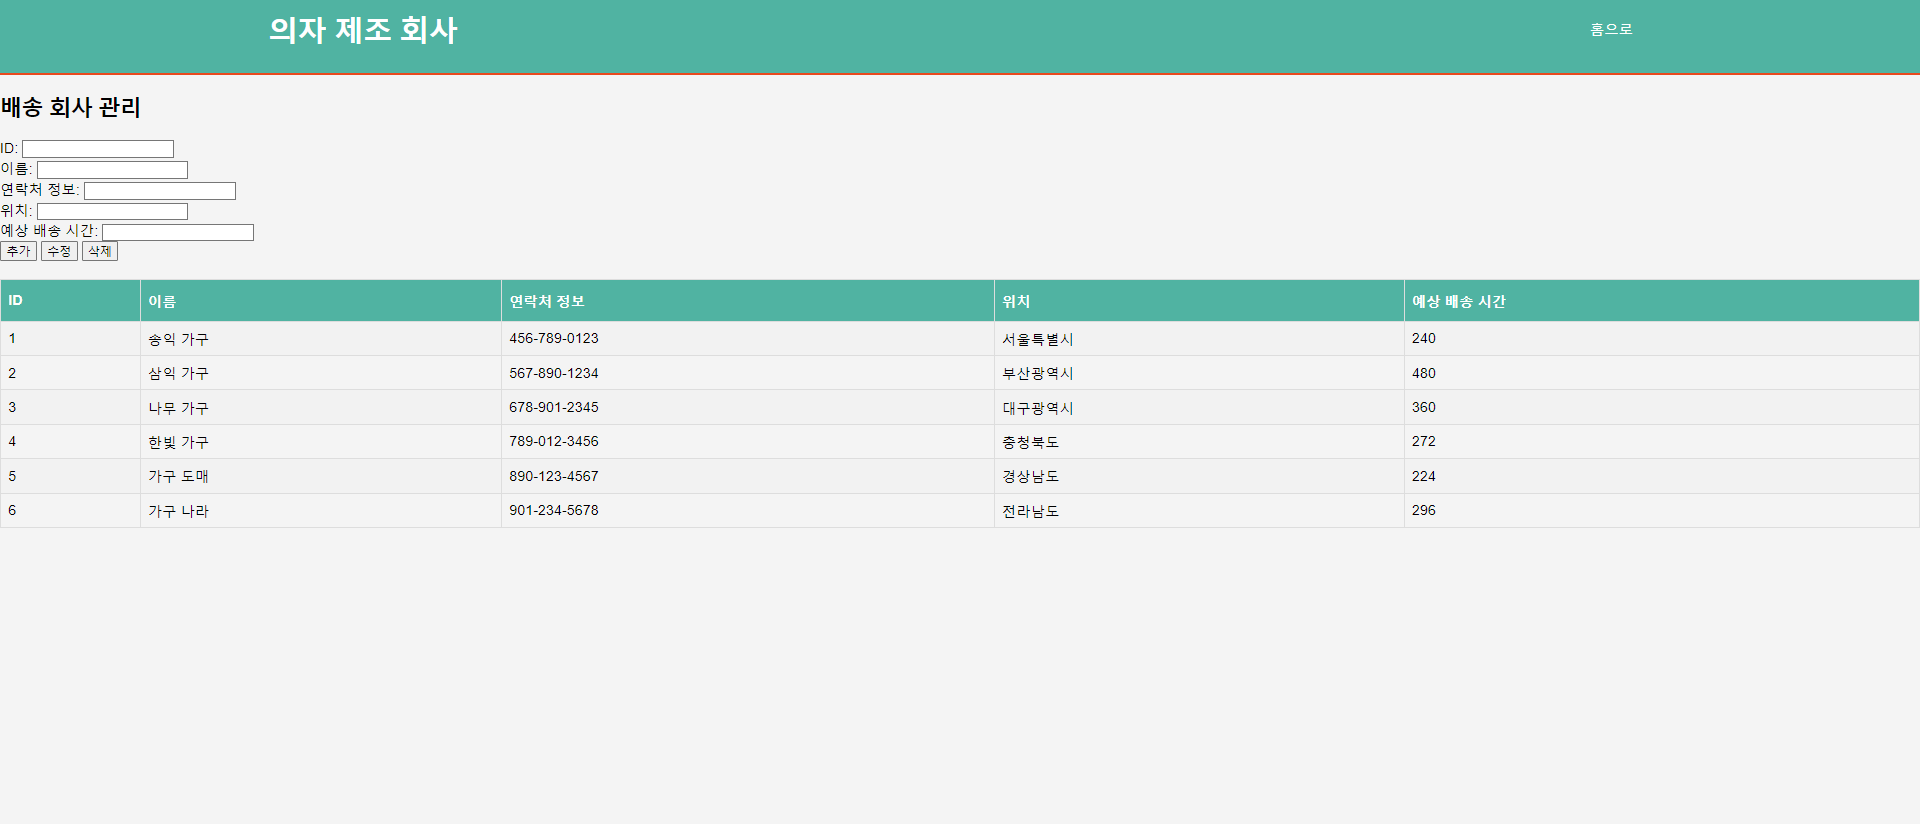 의자 제조 회사 홈으로
배송 회사 관리
ID:
이름:
연락처 정보:
위치:
예상 배송 시간:
추가 수정 삭제
ID 이름 연락처 정보 위치 예상 배송 시간
1 송익 가구 456-789-0123 서울특별시 240
2 삼익 가구 567-890-1234 부산광역시 480
3 나무 가구 678-901-2345 대구광역시 360
4 한빛 가구 789-012-3456 충청북도 272
5 가구 도매 890-123-4567 경상남도 224
6 가구 나라 901-234-5678 전라남도 296